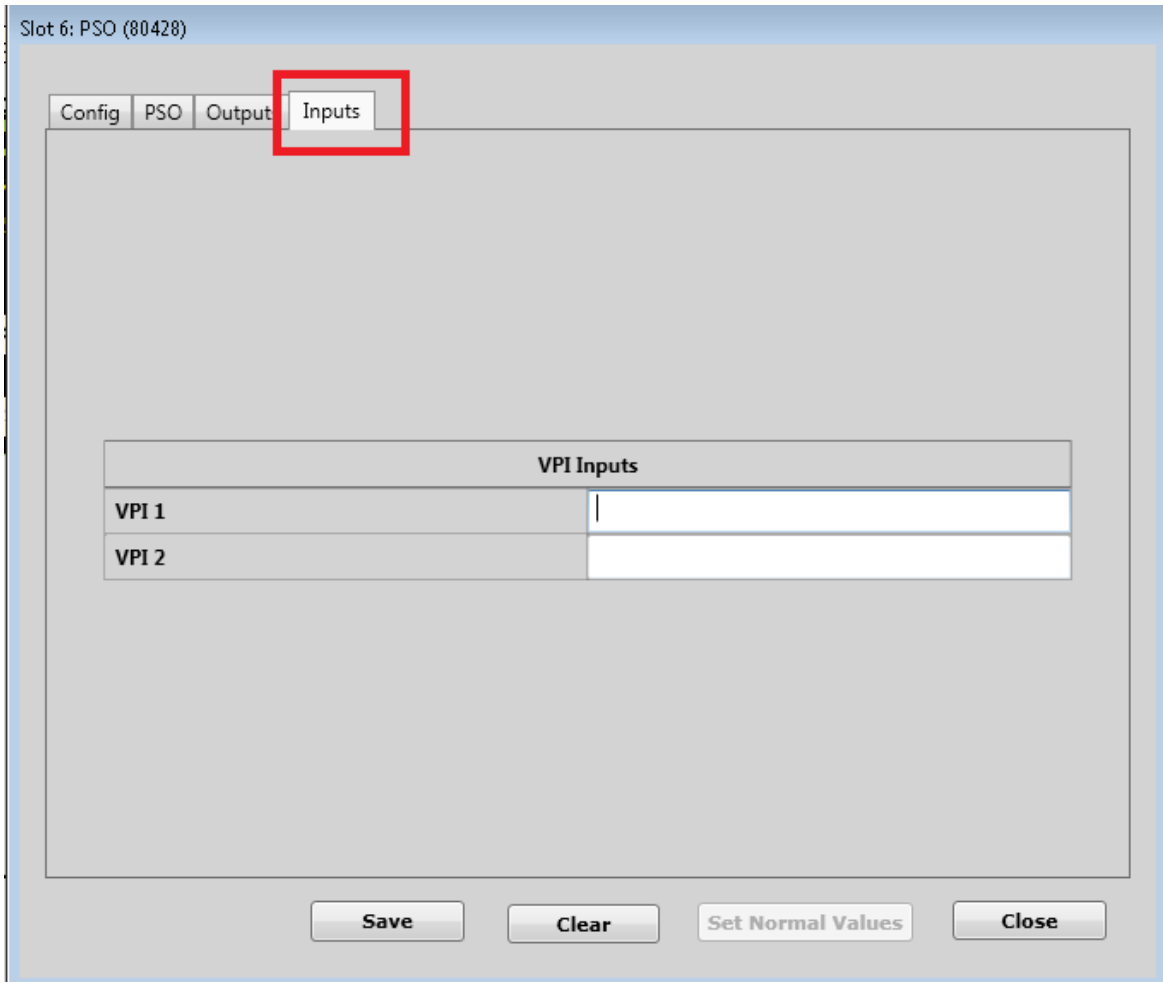 Slot 6: PSO (80428)
Config PSO Output Inputs
VPI Inputs
VPI 1
VPI 2
Save Clear Set Normal Values Close